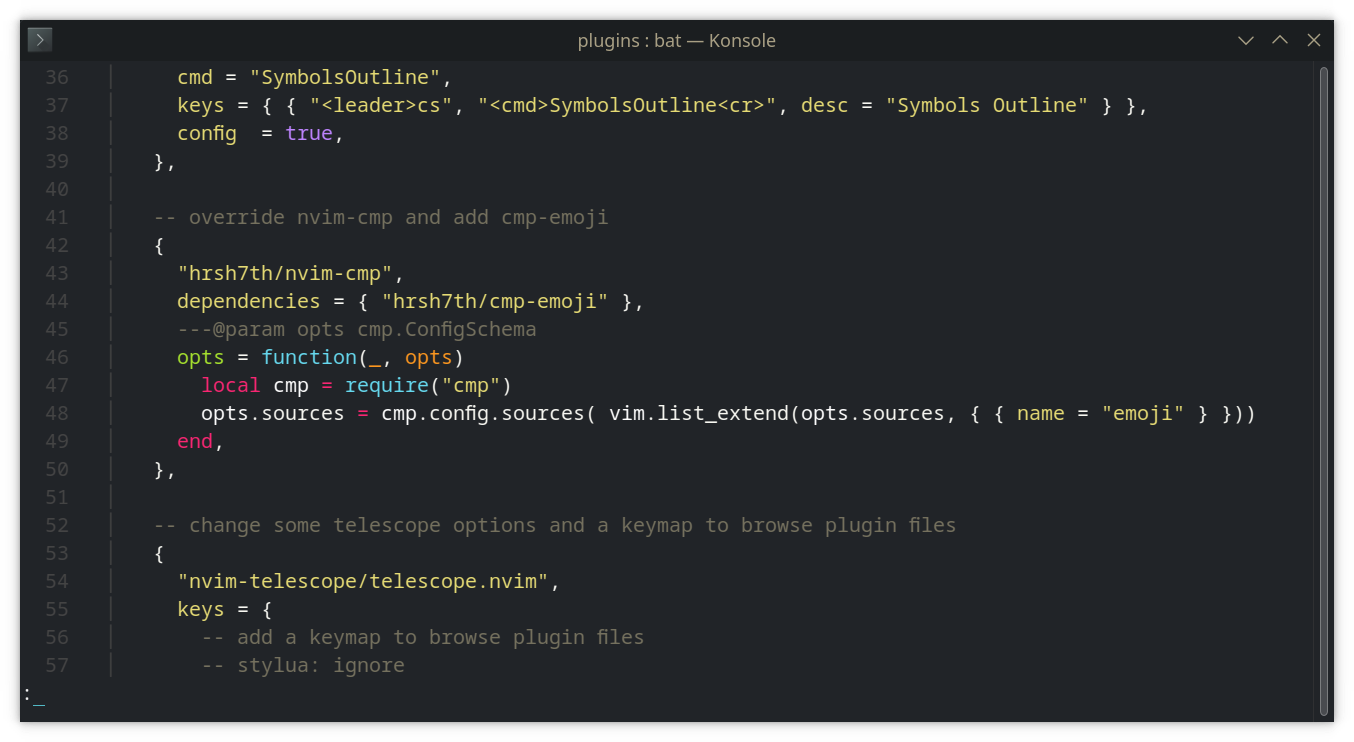 plugins : bat — Konsole
36 │ cmd = "SymbolsOutline",
37 │ keys = { { "<leader>cs", "<cmd>SymbolsOutline<cr>", desc = "Symbols Outline" } },
38 │ config  = true,
39 │ },
40 │
41 │ -- override nvim-cmp and add cmp-emoji
42 │ {
43 │ "hrsh7th/nvim-cmp",
44 │ dependencies = { "hrsh7th/cmp-emoji" },
45 │ ---@param opts cmp.ConfigSchema
46 │ opts = function(_, opts)
47 │ local cmp = require("cmp")
48 │ opts.sources = cmp.config.sources( vim.list_extend(opts.sources, { { name = "emoji" } }))
49 │ end,
50 │ },
51 │
52 │ -- change some telescope options and a keymap to browse plugin files
53 │ {
54 │ "nvim-telescope/telescope.nvim",
55 │ keys = {
56 │ -- add a keymap to browse plugin files
57 │ -- stylua: ignore
:_